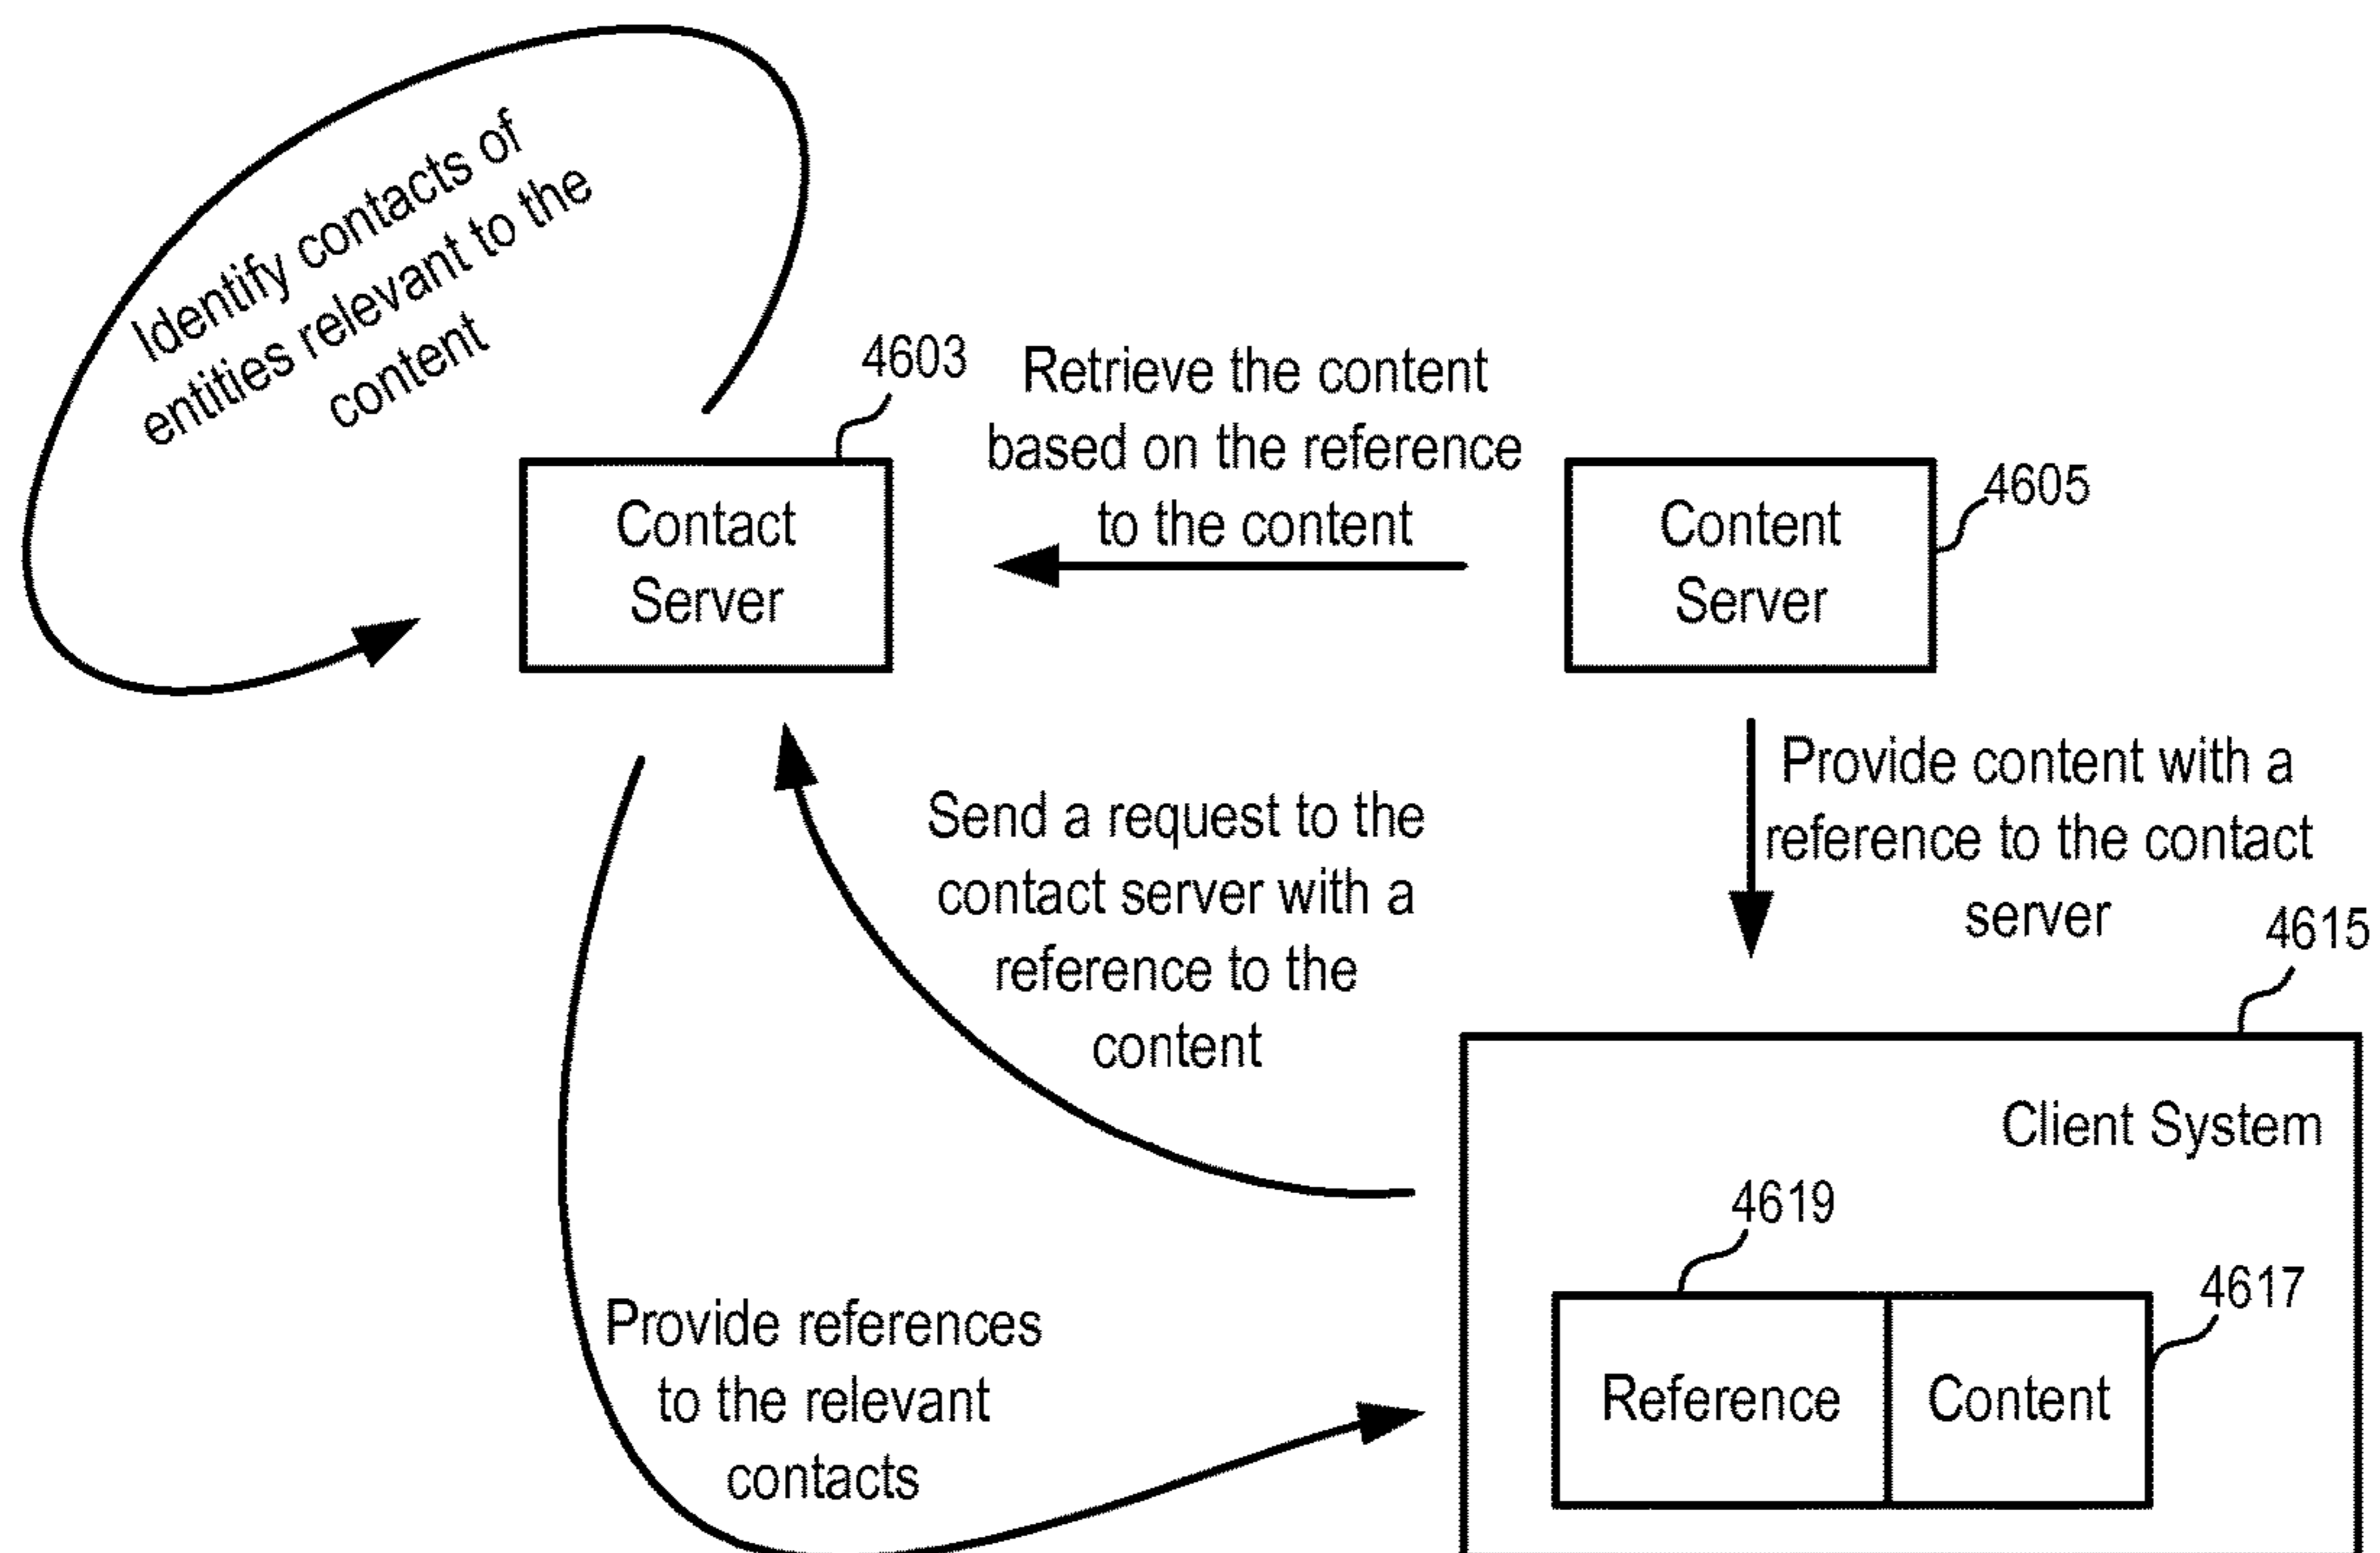 Identify contacts of
entities relevant to the
content
4603
Contact
Server
Retrieve the content
based on the reference
to the content
Content
Server
4605
Provide content with a
reference to the contact
server
Send a request to the
contact server with a
reference to the
content
4615
Client System
4619
4617
Reference
Content
Provide references
to the relevant
contacts